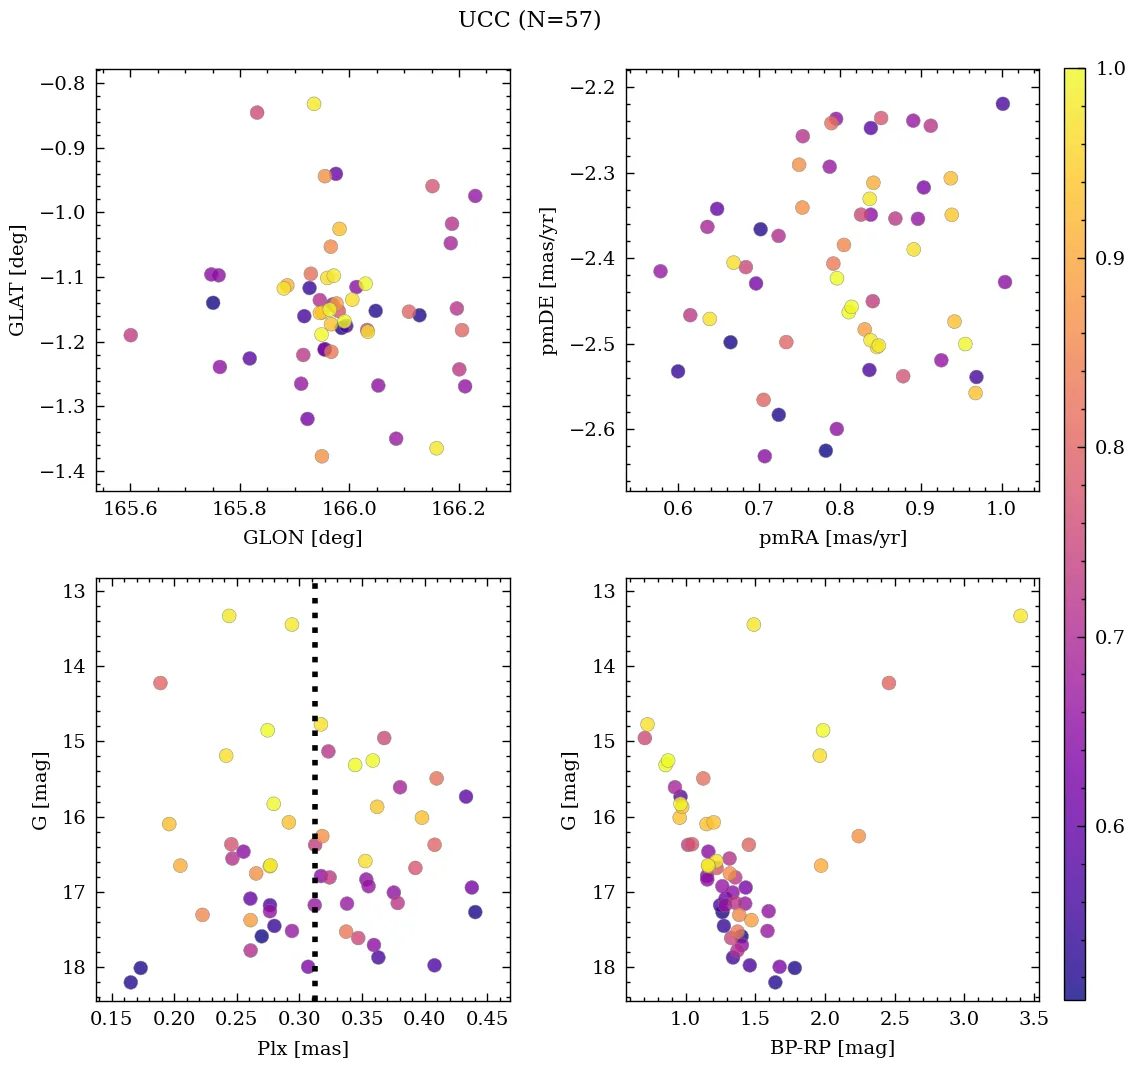 UCC (N=57)
−0.8
−0.9
−1.0
−1.1
−1.2
−1.3
−1.4
GLAT [deg]
165.6 165.8 166.0 166.2
GLON [deg]
−2.2
−2.3
−2.4
−2.5
−2.6
pmDE [mas/yr]
0.6 0.7 0.8 0.9 1.0
pmRA [mas/yr]
1.0
0.9
0.8
0.7
0.6
13
14
15
16
17
18
G [mag]
0.15 0.20 0.25 0.30 0.35 0.40 0.45
Plx [mas]
13
14
15
16
17
18
G [mag]
1.0 1.5 2.0 2.5 3.0 3.5
BP-RP [mag]